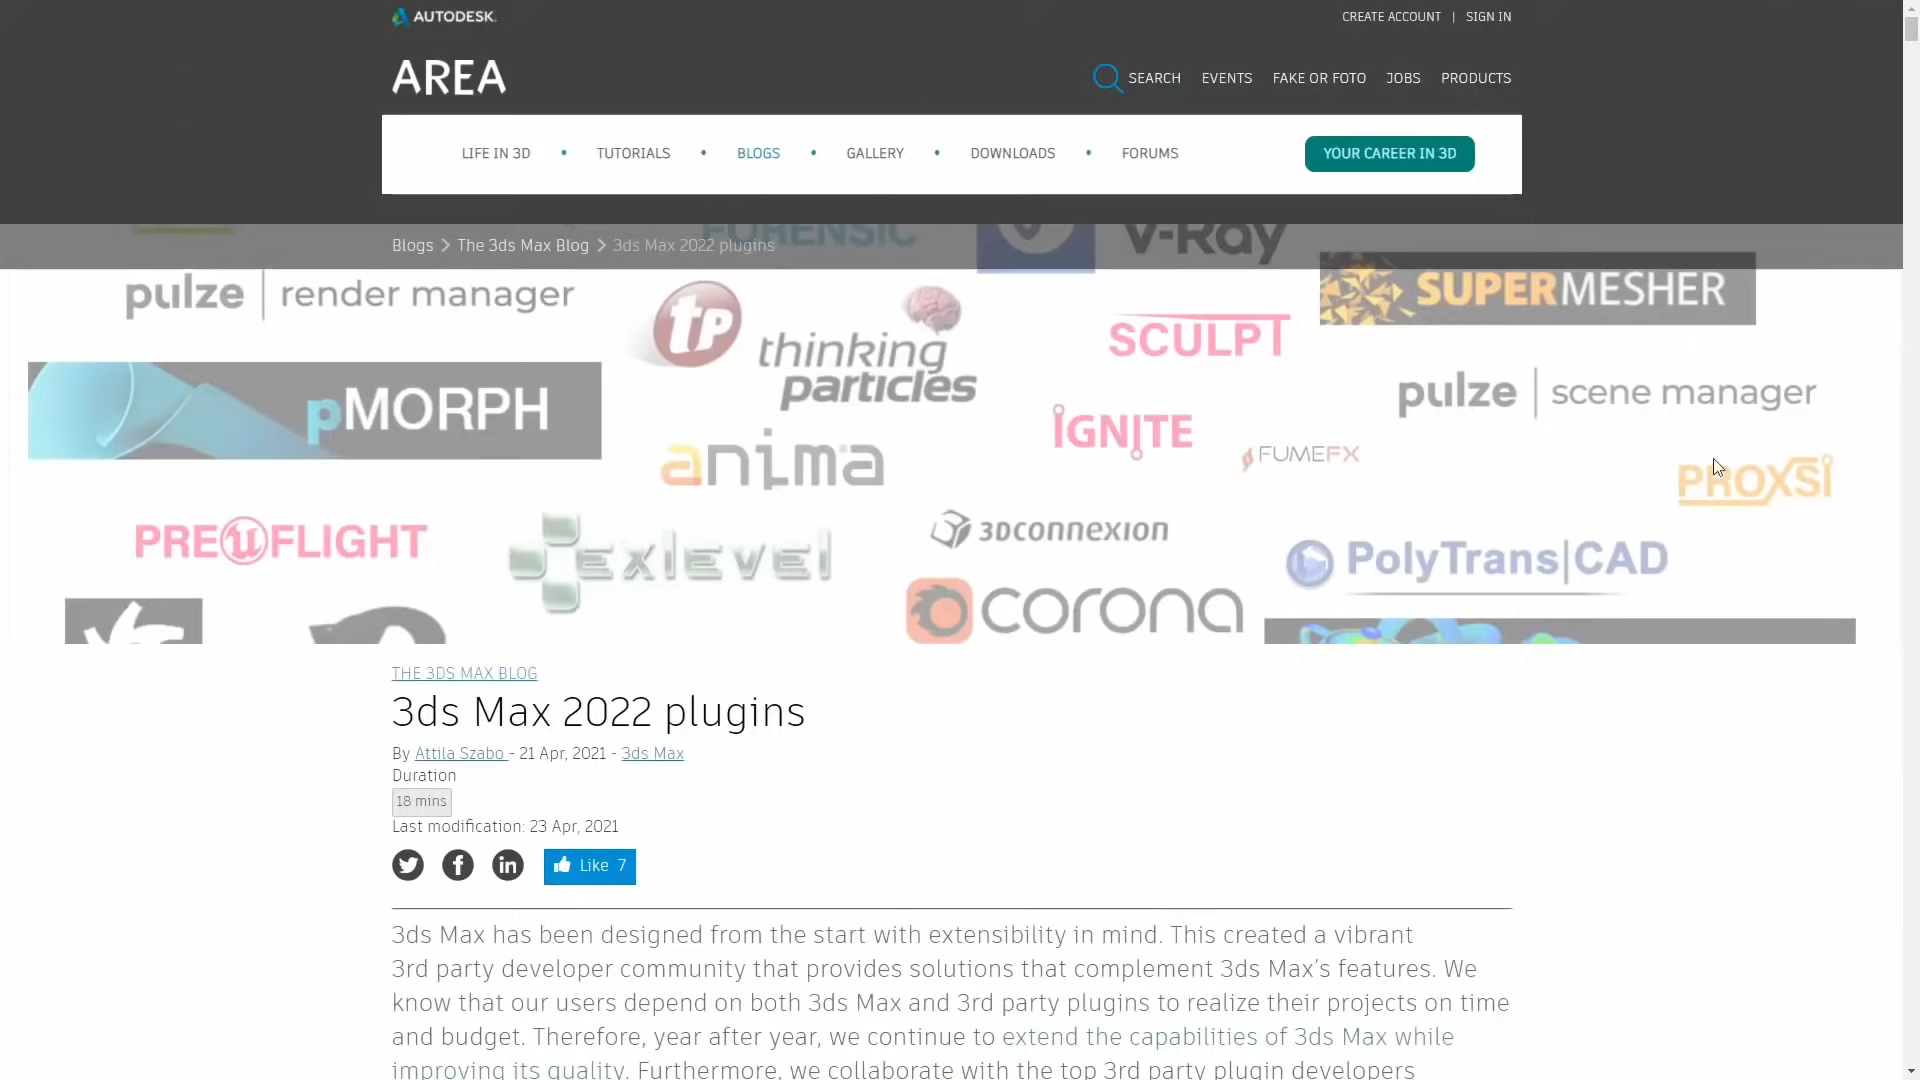 AUTODESK.
CREATE ACCOUNT | SIGN IN
AREA
SEARCH EVENTS FAKE OR FOTO JOBS PRODUCTS
LIFE IN 3D • TUTORIALS • BLOGS • GALLERY • DOWNLOADS • FORUMS
YOUR CAREER IN 3D
FORENSIC
V-Ray
Blogs > The 3ds Max Blog > 3ds Max 2022 plugins
pulze | render manager
tp
thinking
particles
SCULPT
SUPERMESHER
pMORPH
pulze | scene manager
anima
IGNITE
FUMEFX
PROXSI
PREFLIGHT
exlevel
3DCONNEXION
PolyTrans|CAD
corona
THE 3DS MAX BLOG
3ds Max 2022 plugins
By Attila Szabo - 21 Apr, 2021 - 3ds Max
Duration
18 mins
Last modification: 23 Apr, 2021
Like 7
3ds Max has been designed from the start with extensibility in mind. This created a vibrant
3rd party developer community that provides solutions that complement 3ds Max’s features. We
know that our users depend on both 3ds Max and 3rd party plugins to realize their projects on time
and budget. Therefore, year after year, we continue to extend the capabilities of 3ds Max while
improving its quality. Furthermore, we collaborate with the top 3rd party plugin developers